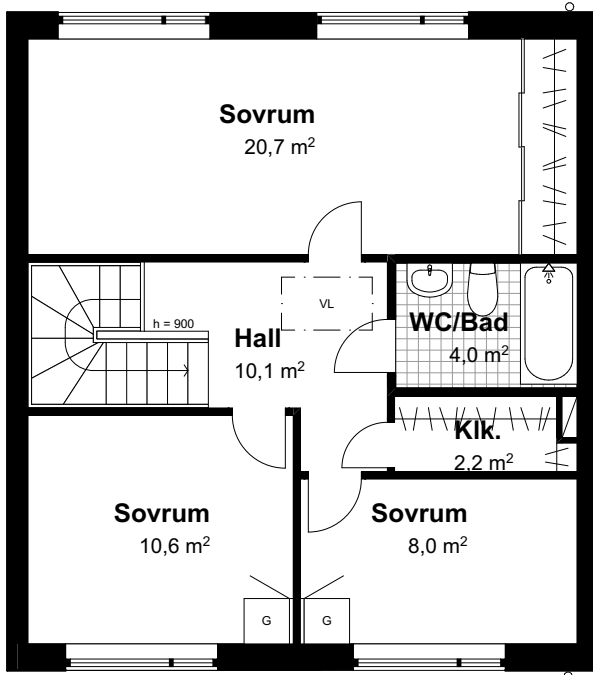 Sovrum
20,7 m²
VL
h = 900
Hall
10,1 m²
WC/Bad
4,0 m²
Klk.
2,2 m²
Sovrum
10,6 m²
Sovrum
8,0 m²
G
G